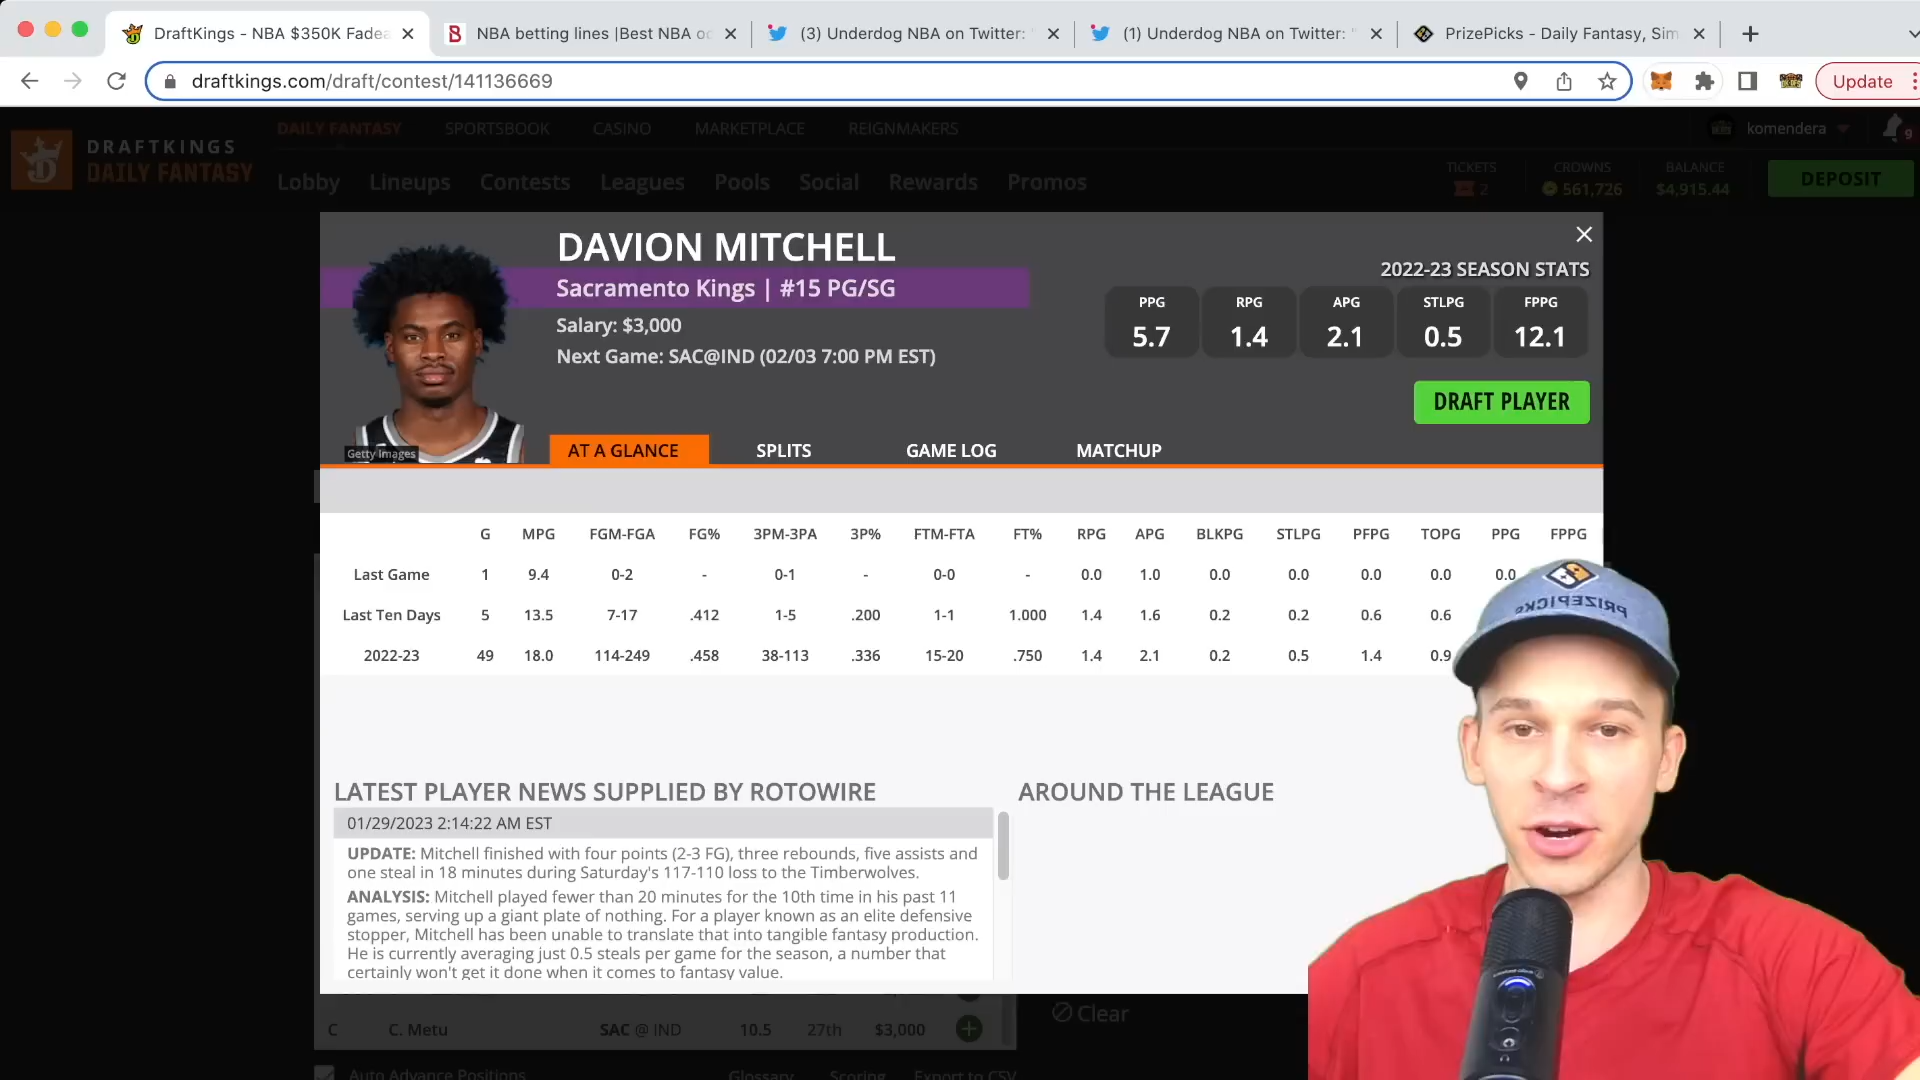 DraftKings - NBA $350K Fadea
NBA betting lines |Best NBA od
(3) Underdog NBA on Twitter: "
(1) Underdog NBA on Twitter: "
PrizePicks - Daily Fantasy, Sim
draftkings.com/draft/contest/141136669
Update
DRAFTKINGS
DAILY FANTASY
DAILY FANTASY SPORTSBOOK CASINO MARKETPLACE REIGNMAKERS
komendera
9
Lobby Lineups Contests Leagues Pools Social Rewards Promos
TICKETS CROWNS BALANCE
2 561,726 $4,915.44
DEPOSIT
DAVION MITCHELL
Sacramento Kings | #15 PG/SG
Salary: $3,000
Next Game: SAC@IND (02/03 7:00 PM EST)
Getty Images
2022-23 SEASON STATS
PPG RPG APG STLPG FPPG
5.7 1.4 2.1 0.5 12.1
DRAFT PLAYER
AT A GLANCE SPLITS GAME LOG MATCHUP
G MPG FGM-FGA FG% 3PM-3PA 3P% FTM-FTA FT% RPG APG BLKPG STLPG PFPG TOPG PPG FPPG
Last Game 1 9.4 0-2 - 0-1 - 0-0 - 0.0 1.0 0.0 0.0 0.0 0.0 0.0
Last Ten Days 5 13.5 7-17 .412 1-5 .200 1-1 1.000 1.4 1.6 0.2 0.2 0.6 0.6
2022-23 49 18.0 114-249 .458 38-113 .336 15-20 .750 1.4 2.1 0.2 0.5 1.4 0.9
PRIZEPICKS
LATEST PLAYER NEWS SUPPLIED BY ROTOWIRE
AROUND THE LEAGUE
01/29/2023 2:14:22 AM EST
UPDATE: Mitchell finished with four points (2-3 FG), three rebounds, five assists and
one steal in 18 minutes during Saturday's 117-110 loss to the Timberwolves.
ANALYSIS: Mitchell played fewer than 20 minutes for the 10th time in his past 11
games, serving up a giant plate of nothing. For a player known as an elite defensive
stopper, Mitchell has been unable to translate that into tangible fantasy production.
He is currently averaging just 0.5 steals per game for the season, a number that
certainly won't get it done when it comes to fantasy value.
C C. Metu SAC @ IND 10.5 27th $3,000
Clear
Auto Advance Positions Glossary Scoring Export to CSV